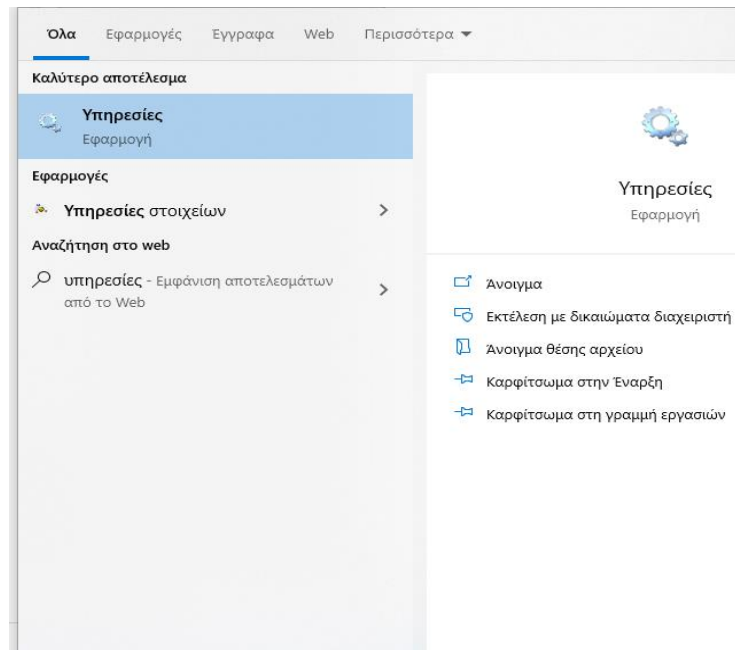 Όλα Εφαρμογές Έγγραφα Web Περισσότερα
Καλύτερο αποτέλεσμα
Υπηρεσίες
Εφαρμογή
Εφαρμογές
Υπηρεσίες στοιχείων
Αναζήτηση στο web
υπηρεσίες - Εμφάνιση αποτελεσμάτων
από το Web
Υπηρεσίες
Εφαρμογή
Άνοιγμα
Εκτέλεση με δικαιώματα διαχειριστή
Άνοιγμα θέσης αρχείου
Καρφίτσωμα στην Έναρξη
Καρφίτσωμα στη γραμμή εργασιών